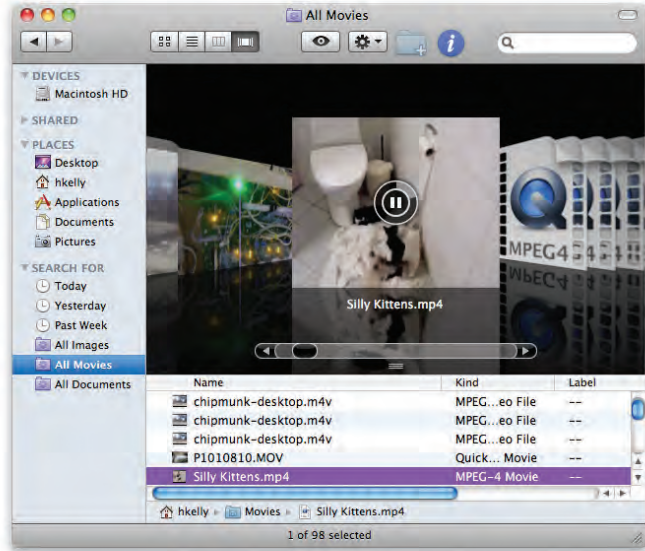 All Movies
DEVICES
Macintosh HD
SHARED
PLACES
Desktop
hkelly
Applications
Documents
Pictures
SEARCH FOR
Today
Yesterday
Past Week
All Images
All Movies
All Documents
MPEG4
Silly Kittens.mp4
Name Kind Label
chipmunk-desktop.m4v MPEG...eo File --
chipmunk-desktop.m4v MPEG...eo File --
chipmunk-desktop.m4v MPEG...eo File --
P1010810.MOV Quick... Movie --
Silly Kittens.mp4 MPEG-4 Movie --
hkelly Movies Silly Kittens.mp4
1 of 98 selected